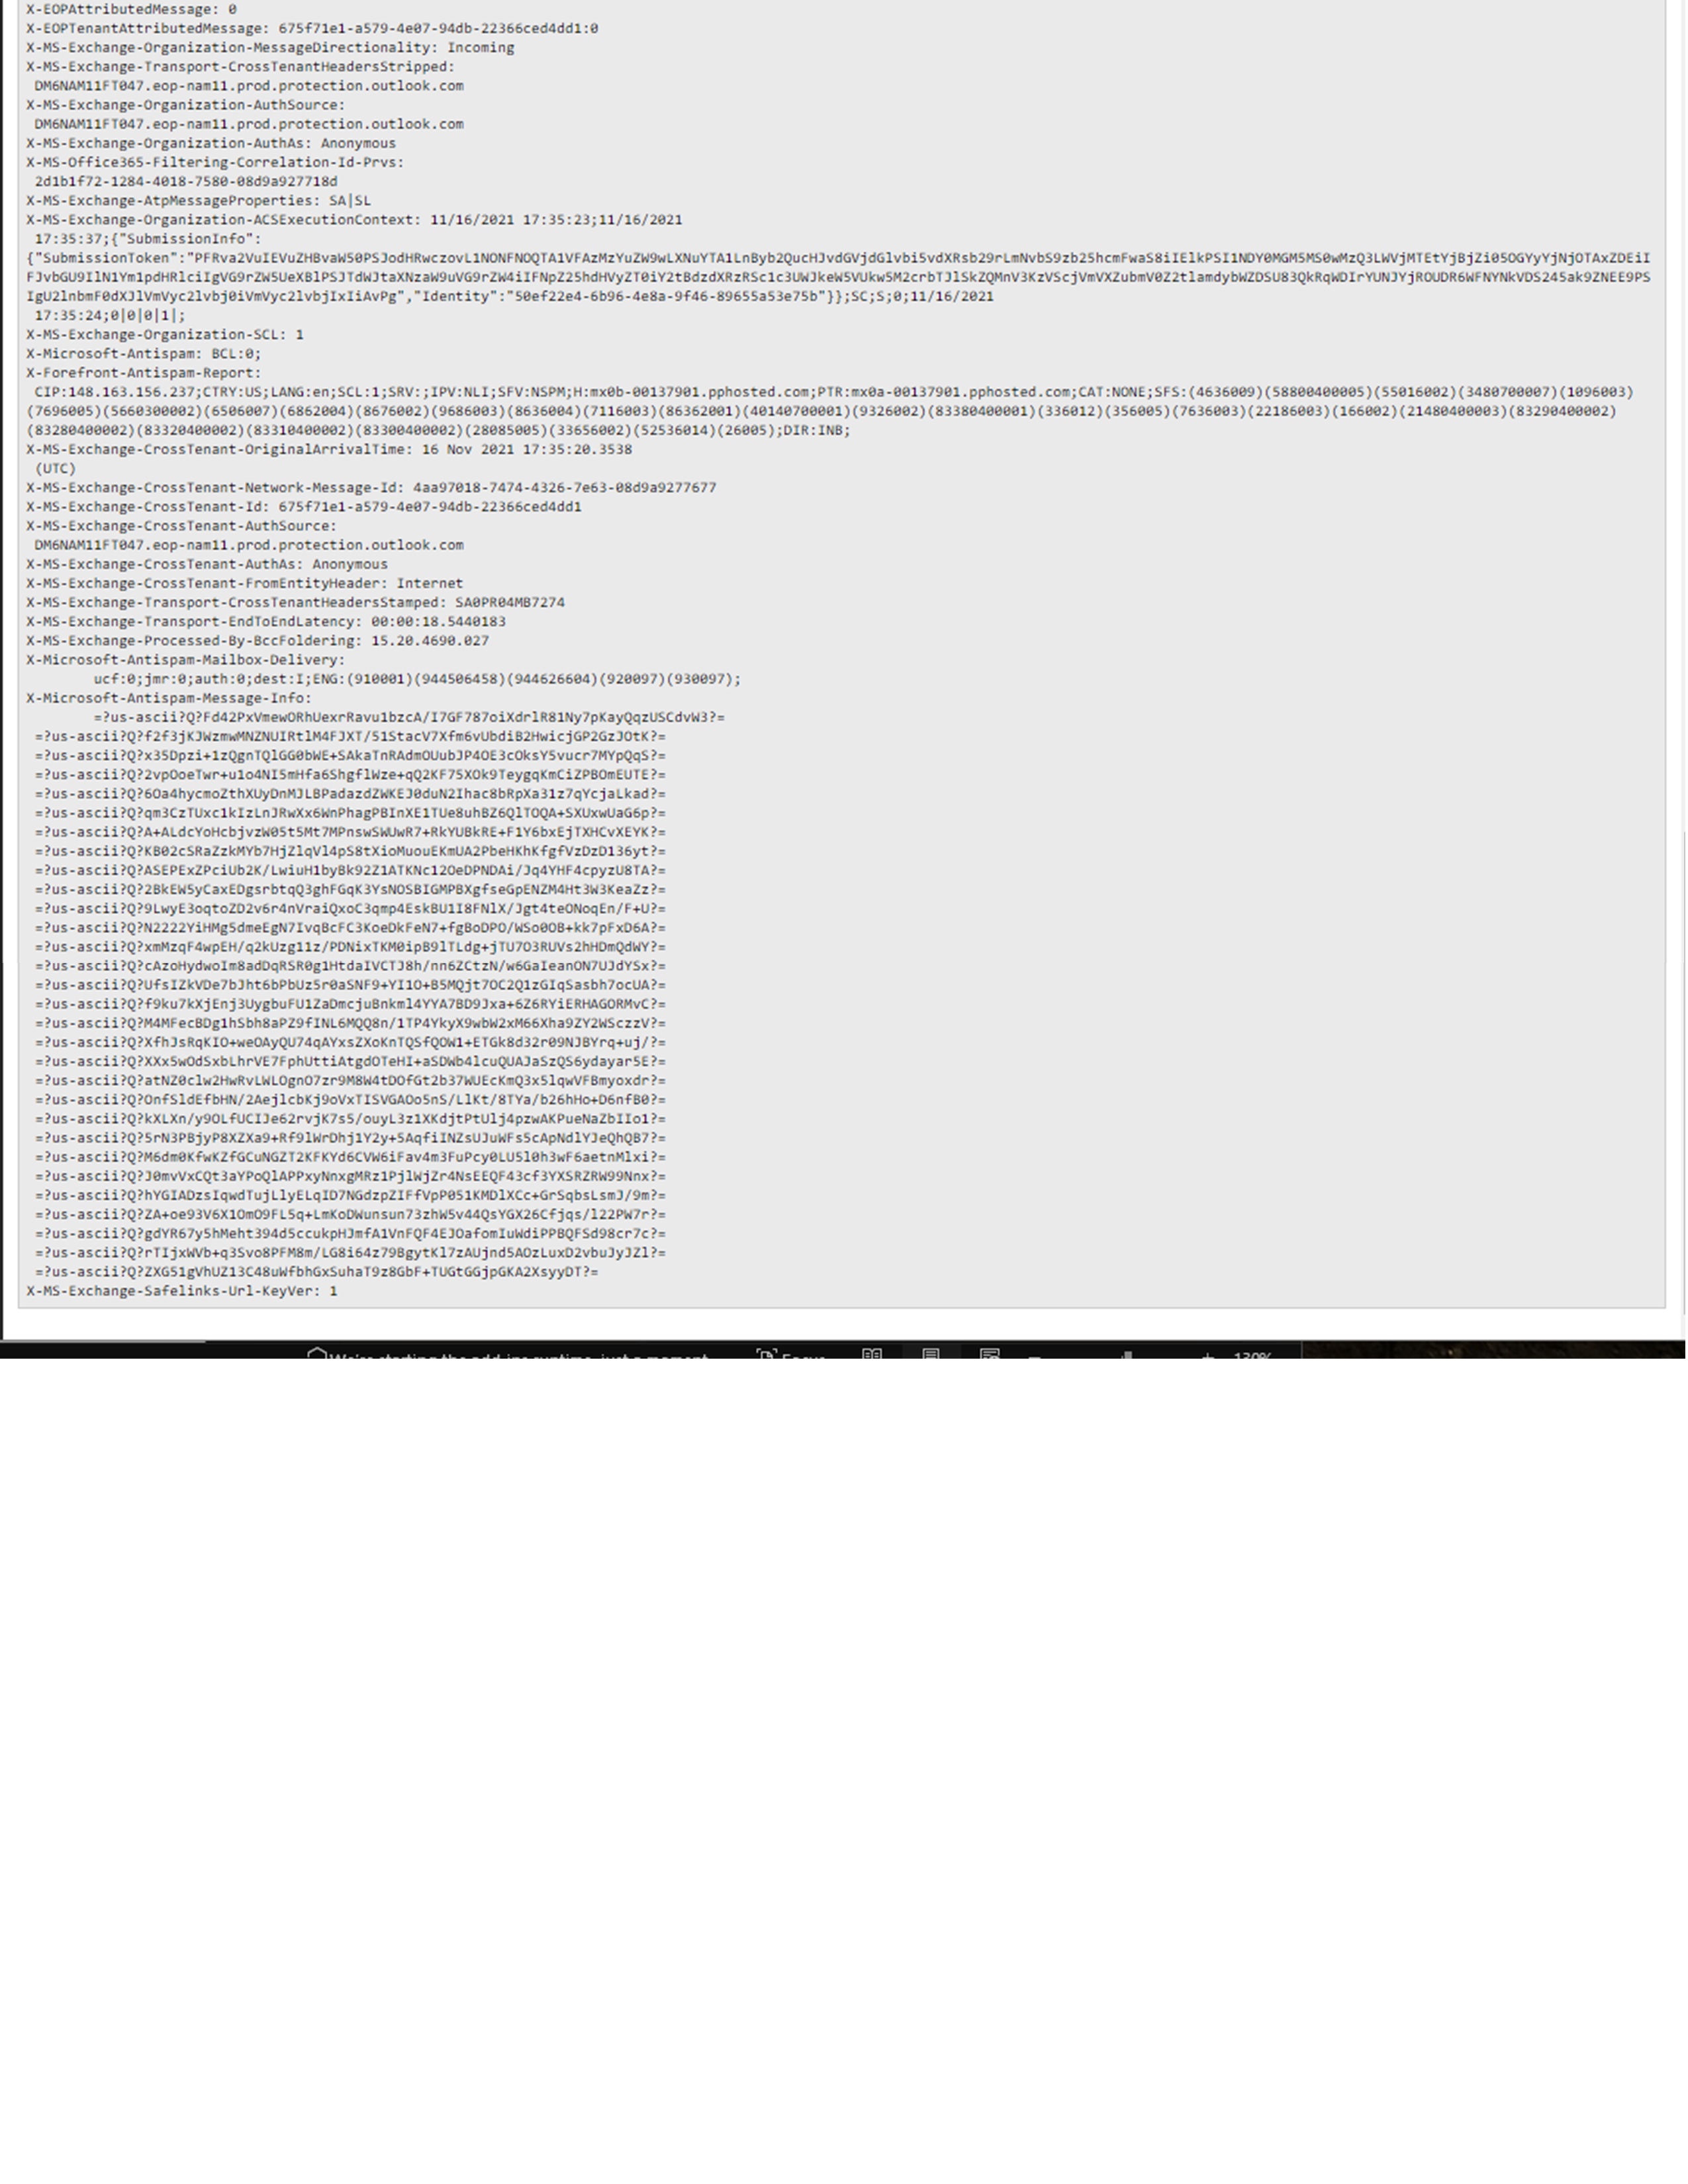 X-EOPAttributedMessage: 0
X-EOPTenantAttributedMessage: 675f71e1-a579-4e07-94db-22366ced4dd1:0
X-MS-Exchange-Organization-MessageDirectionality: Incoming
X-MS-Exchange-Transport-CrossTenantHeadersStripped:
DM6NAM11FT047.eop-nam11.prod.protection.outlook.com
X-MS-Exchange-Organization-AuthSource:
DM6NAM11FT047.eop-nam11.prod.protection.outlook.com
X-MS-Exchange-Organization-AuthAs: Anonymous
X-MS-Office365-Filtering-Correlation-Id-Prvs:
2d1b1f72-1284-4018-7580-08d9a927718d
X-MS-Exchange-AtpMessageProperties: SA|SL
X-MS-Exchange-Organization-ACSExecutionContext: 11/16/2021 17:35:23;11/16/2021
17:35:37;{"SubmissionInfo":
{"SubmissionToken":"PFRva2VuIEVuZHBvaW50PSJodHRwczovL1NONFNOQTA1VFAzMzYuZW9wLXNuYTA1LnByb2QucHJvdGVjdGlvbi5vdXRsb29rLmNvbS9zb25hcmFwaS8iIElkPSI1NDY0MGM5MS0wMzQ3LWVjMTEtYjBjZi05OGYyYjNjOTAxZDEiI
FJvbGU9IlN1Ym1pdHRlciIgVG9rZW5UeXBlPSJTdWJtaXNzaW9uVG9rZW4iIFNpZ25hdHVyZT0iY2tBdzdXRzRSc1c3UWJkeW5VUkw5M2crbTJlSkZQMnV3KzVScjVmVXZubmV0Z2tlamdybWZDSU83QkRqWDIrYUNJYjROUDR6WFNYNkVDS245ak9ZNEE9PS
IgU2lnbmF0dXJlVmVyc2lvbj0iVmVyc2lvbjIxIiAvPg","Identity":"50ef22e4-6b96-4e8a-9f46-89655a53e75b"}};SC;S;0;11/16/2021
17:35:24;0|0|0|1|;
X-MS-Exchange-Organization-SCL: 1
X-Microsoft-Antispam: BCL:0;
X-Forefront-Antispam-Report:
CIP:148.163.156.237;CTRY:US;LANG:en;SCL:1;SRV:;IPV:NLI;SFV:NSPM;H:mx0b-00137901.pphosted.com;PTR:mx0a-00137901.pphosted.com;CAT:NONE;SFS:(4636009)(58800400005)(55016002)(3480700007)(1096003)
(7696005)(5660300002)(6506007)(6862004)(8676002)(9686003)(8636004)(7116003)(86362001)(40140700001)(9326002)(83380400001)(336012)(356005)(7636003)(22186003)(166002)(21480400003)(83290400002)
(83280400002)(83320400002)(83310400002)(83300400002)(28085005)(33656002)(52536014)(26005);DIR:INB;
X-MS-Exchange-CrossTenant-OriginalArrivalTime: 16 Nov 2021 17:35:20.3538
(UTC)
X-MS-Exchange-CrossTenant-Network-Message-Id: 4aa97018-7474-4326-7e63-08d9a9277677
X-MS-Exchange-CrossTenant-Id: 675f71e1-a579-4e07-94db-22366ced4dd1
X-MS-Exchange-CrossTenant-AuthSource:
DM6NAM11FT047.eop-nam11.prod.protection.outlook.com
X-MS-Exchange-CrossTenant-AuthAs: Anonymous
X-MS-Exchange-CrossTenant-FromEntityHeader: Internet
X-MS-Exchange-Transport-CrossTenantHeadersStamped: SA0PR04MB7274
X-MS-Exchange-Transport-EndToEndLatency: 00:00:18.5440183
X-MS-Exchange-Processed-By-BccFoldering: 15.20.4690.027
X-Microsoft-Antispam-Mailbox-Delivery:
ucf:0;jmr:0;auth:0;dest:I;ENG:(910001)(944506458)(944626604)(920097)(930097);
X-Microsoft-Antispam-Message-Info:
=?us-ascii?Q?Fd42PxVmewORhUexrRavu1bzcA/I7GF787oiXdrlR81Ny7pKayQqzUSCdvW3?=
=?us-ascii?Q?f2f3jKJWzmwMNZNUIRtlM4FJXT/51StacV7Xfm6vUbdiB2HwicjGP2GzJOtK?=
=?us-ascii?Q?x35Dpzi+1zQgnTQlGG0bWE+SAkaTnRAdmOUubJP4OE3cOksY5vucr7MYpQqS?=
=?us-ascii?Q?2vpOoeTwr+u1o4NI5mHfa6ShgflWze+qQ2KF75XOk9TeygqKmCiZPBOmEUTE?=
=?us-ascii?Q?6Oa4hycmoZthXUyDnMJLBPadazdZWKEJ0duN2Ihac8bRpXa31z7qYcjaLkad?=
=?us-ascii?Q?qm3CzTUxc1kIzLnJRwXx6WnPhagPBInXE1TUe8uhBZ6QlTOQA+SXUxwUaG6p?=
=?us-ascii?Q?A+ALdcYoHcbjvzW05t5Mt7MPnswSWUwR7+RkYUBkRE+F1Y6bxEjTXHCvXEYK?=
=?us-ascii?Q?KB02cSRaZzkMYb7HjZlqVl4pS8tXioMuouEKmUA2PbeHKhKfgfVzDzD136yt?=
=?us-ascii?Q?ASEPExZPciUb2K/LwiuH1byBk92Z1ATKNc12OeDPNDAi/Jq4YHF4cpyzU8TA?=
=?us-ascii?Q?2BkEW5yCaxEDgsrbtqQ3ghFGqK3YsNOSBIGMPBXgfseGpENZM4Ht3W3KeaZz?=
=?us-ascii?Q?9LwyE3oqtoZD2v6r4nVraiQxoC3qmp4EskBU1I8FNlX/Jgt4teONoqEn/F+U?=
=?us-ascii?Q?N2222YiHMg5dmeEgN7IvqBcFC3KoeDkFeN7+fgBoDPO/WSo0OB+kk7pFxD6A?=
=?us-ascii?Q?xmMzqF4wpEH/q2kUzg11z/PDNixTKM0ipB9lTLdg+jTU7O3RUVs2hHDmQdWY?=
=?us-ascii?Q?cAzoHydwoIm8adDqRSR0g1HtdaIVCTJ8h/nn6ZCtzN/w6GaIeanON7UJdYSx?=
=?us-ascii?Q?UfsIZkVDe7bJht6bPbUz5r0aSNF9+YI1O+B5MQjt7OC2Q1zGIqSasbh7ocUA?=
=?us-ascii?Q?f9ku7kXjEnj3UygbuFU1ZaDmcjuBnkml4YYA7BD9Jxa+6Z6RYiERHAGORMvC?=
=?us-ascii?Q?M4MFecBDg1hSbh8aPZ9fINL6MQQ8n/1TP4YkyX9wbW2xM66Xha9ZY2WSczzV?=
=?us-ascii?Q?XfhJsRqKIO+weOAyQU74qAYxsZXoKnTQSfQOW1+ETGk8d32r09NJBYrq+uj/?=
=?us-ascii?Q?XXx5wOdSxbLhrVE7FphUttiAtgdOTeHI+aSDWb4lcuQUAJaSzQS6ydayar5E?=
=?us-ascii?Q?atNZ0clw2HwRvLWLOgnO7zr9M8W4tDOfGt2b37WUEcKmQ3x5lqwVFBmyoxdr?=
=?us-ascii?Q?OnfSldEfbHN/2AejlcbKj9oVxTISVGAOo5nS/LlKt/8TYa/b26hHo+D6nfB0?=
=?us-ascii?Q?kXLXn/y9OLfUCIJe62rvjK7s5/ouyL3z1XKdjtPtUlj4pzwAKPueNaZbIIo1?=
=?us-ascii?Q?5rN3PBjyP8XZXa9+Rf9lWrDhj1Y2y+5AqfiINZsUJuWFs5cApNdlYJeQhQB7?=
=?us-ascii?Q?M6dm0KfwKZfGCuNGZT2KFKYd6CVW6iFav4m3FuPcy0LU5l0h3wF6aetnMlxi?=
=?us-ascii?Q?J0mvVxCQt3aYPoQlAPPxyNnxgMRz1PjlWjZr4NsEEQF43cf3YXSRZRW99Nnx?=
=?us-ascii?Q?hYGIADzsIqwdTujLlyELqID7NGdzpZIFfVpP051KMDlXCc+GrSqbsLsmJ/9m?=
=?us-ascii?Q?ZA+oe93V6X1OmO9FL5q+LmKoDWunsun73zhW5v44QsYGX26Cfjqs/l22PW7r?=
=?us-ascii?Q?gdYR67y5hMeht394d5ccukpHJmfA1VnFQF4EJOafomIuWdiPPBQFSd98cr7c?=
=?us-ascii?Q?rTIjxWVb+q3Svo8PFM8m/LG8i64z79BgytKl7zAUjnd5AOzLuxD2vbuJyJZl?=
=?us-ascii?Q?ZXG51gVhUZ13C48uWfbhGxSuhaT9z8GbF+TUGtGGjpGKA2XsyyDT?=
X-MS-Exchange-Safelinks-Url-KeyVer: 1
We're starting the add-ins runtime, just a moment...
Focus
130%